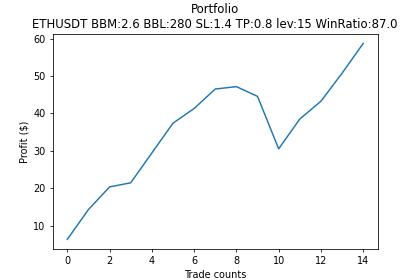 Portfolio
ETHUSDT BBM:2.6 BBL:280 SL:1.4 TP:0.8 lev:15 WinRatio:87.0
60
50
40
30
20
10
Profit ($)
0 2 4 6 8 10 12 14
Trade counts